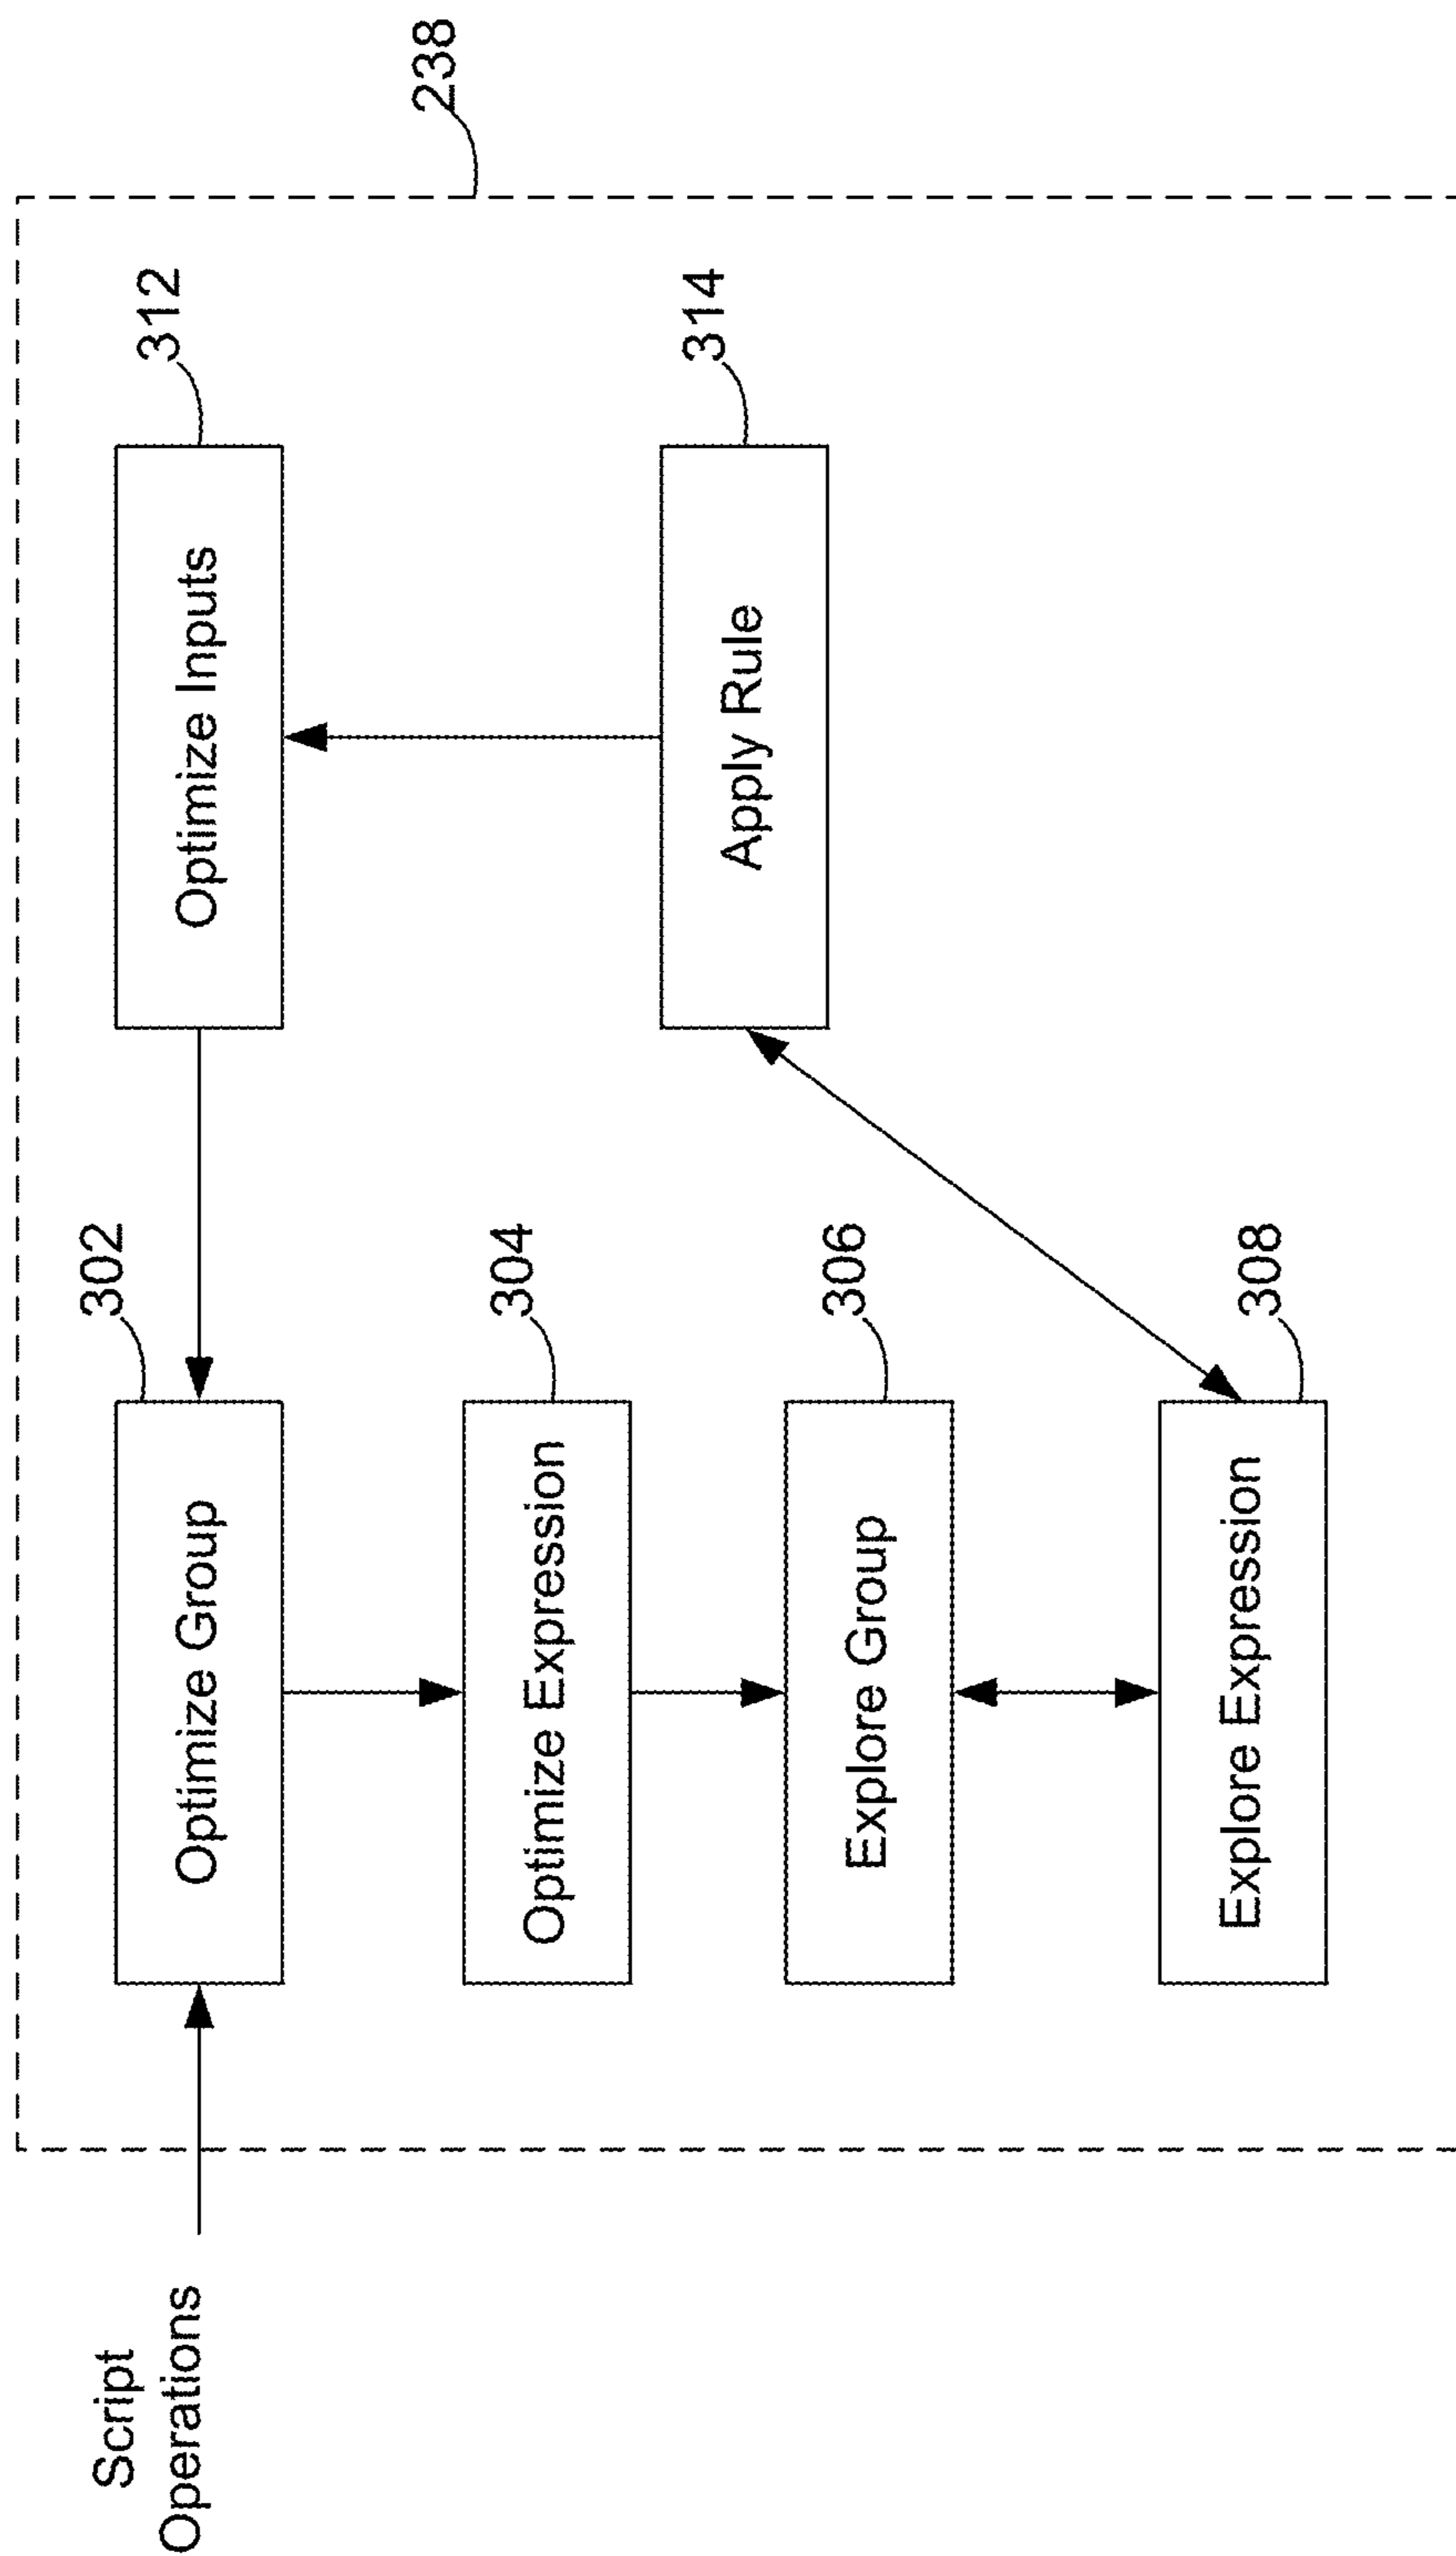 238
302
312
Script
Operations
Optimize Group
Optimize Inputs
304
Optimize Expression
306
314
Explore Group
Apply Rule
308
Explore Expression